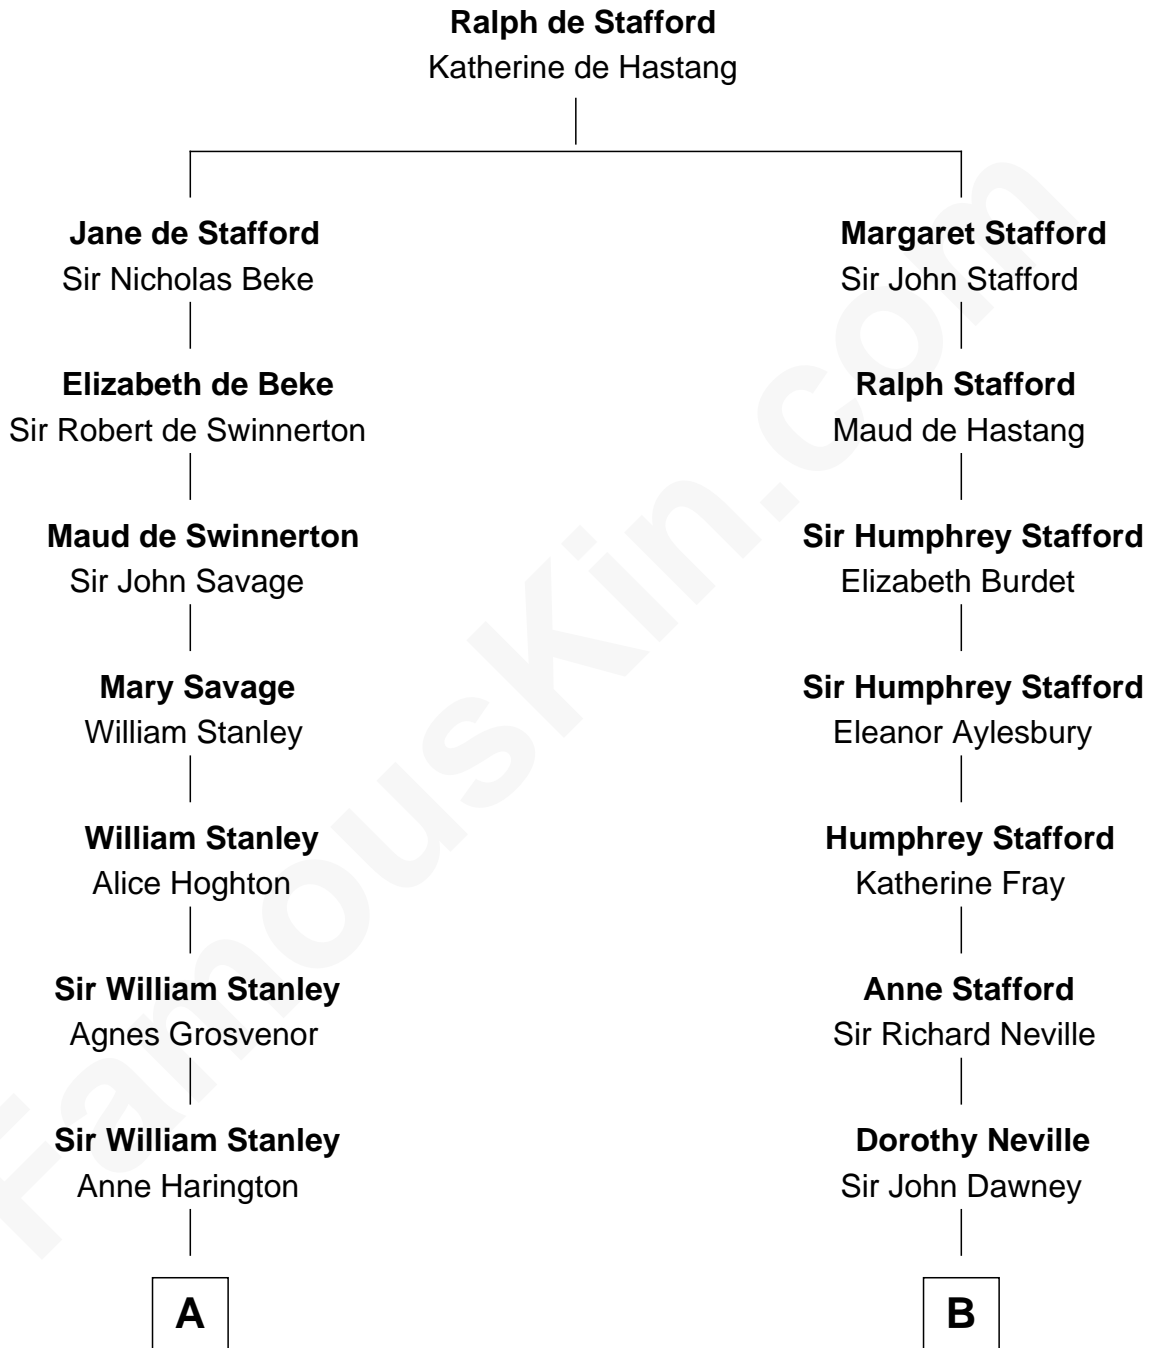 Ralph de Stafford
Katherine de Hastang
Jane de Stafford
Sir Nicholas Beke
Margaret Stafford
Sir John Stafford
Elizabeth de Beke
Sir Robert de Swinnerton
Ralph Stafford
Maud de Hastang
Maud de Swinnerton
Sir John Savage
Sir Humphrey Stafford
Elizabeth Burdet
Mary Savage
William Stanley
Sir Humphrey Stafford
Eleanor Aylesbury
William Stanley
Alice Hoghton
Humphrey Stafford
Katherine Fray
Sir William Stanley
Agnes Grosvenor
Anne Stafford
Sir Richard Neville
Sir William Stanley
Anne Harington
Dorothy Neville
Sir John Dawney
A
B
FamousKin.com